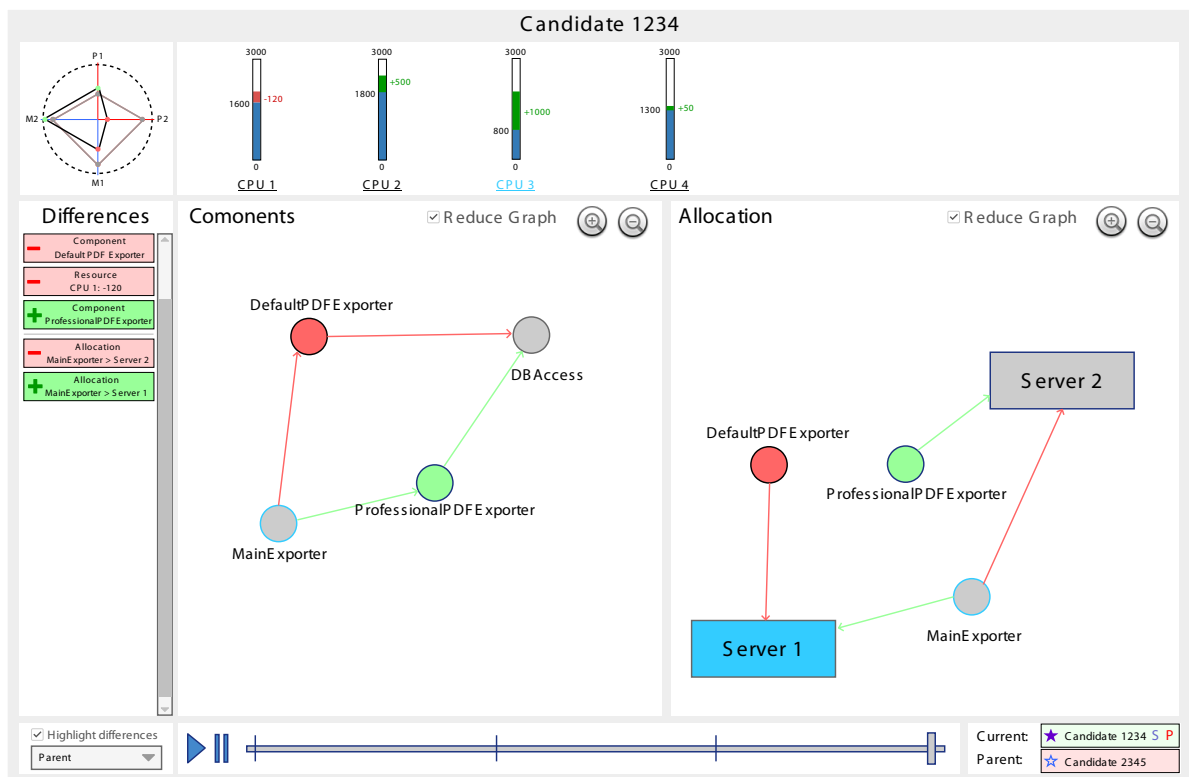 Candidate 1234
P1
M2
P2
M1
3000
1600
-120
0
CPU 1
3000
1800
+500
0
CPU 2
3000
800
+1000
0
CPU 3
3000
1300
+50
0
CPU 4
Differences
Component
Default PDF Exporter
Resource
CPU 1: -120
Component
ProfessionalPDFExporter
Allocation
MainExporter > Server 2
Allocation
MainExporter > Server 1
Comonents
Reduce Graph
DefaultPDFExporter
DBAccess
ProfessionalPDFExporter
MainExporter
Allocation
Reduce Graph
Server 2
DefaultPDFExporter
ProfessionalPDFExporter
MainExporter
Server 1
Highlight differences
Parent
Current:
Candidate 1234 S P
Parent:
Candidate 2345